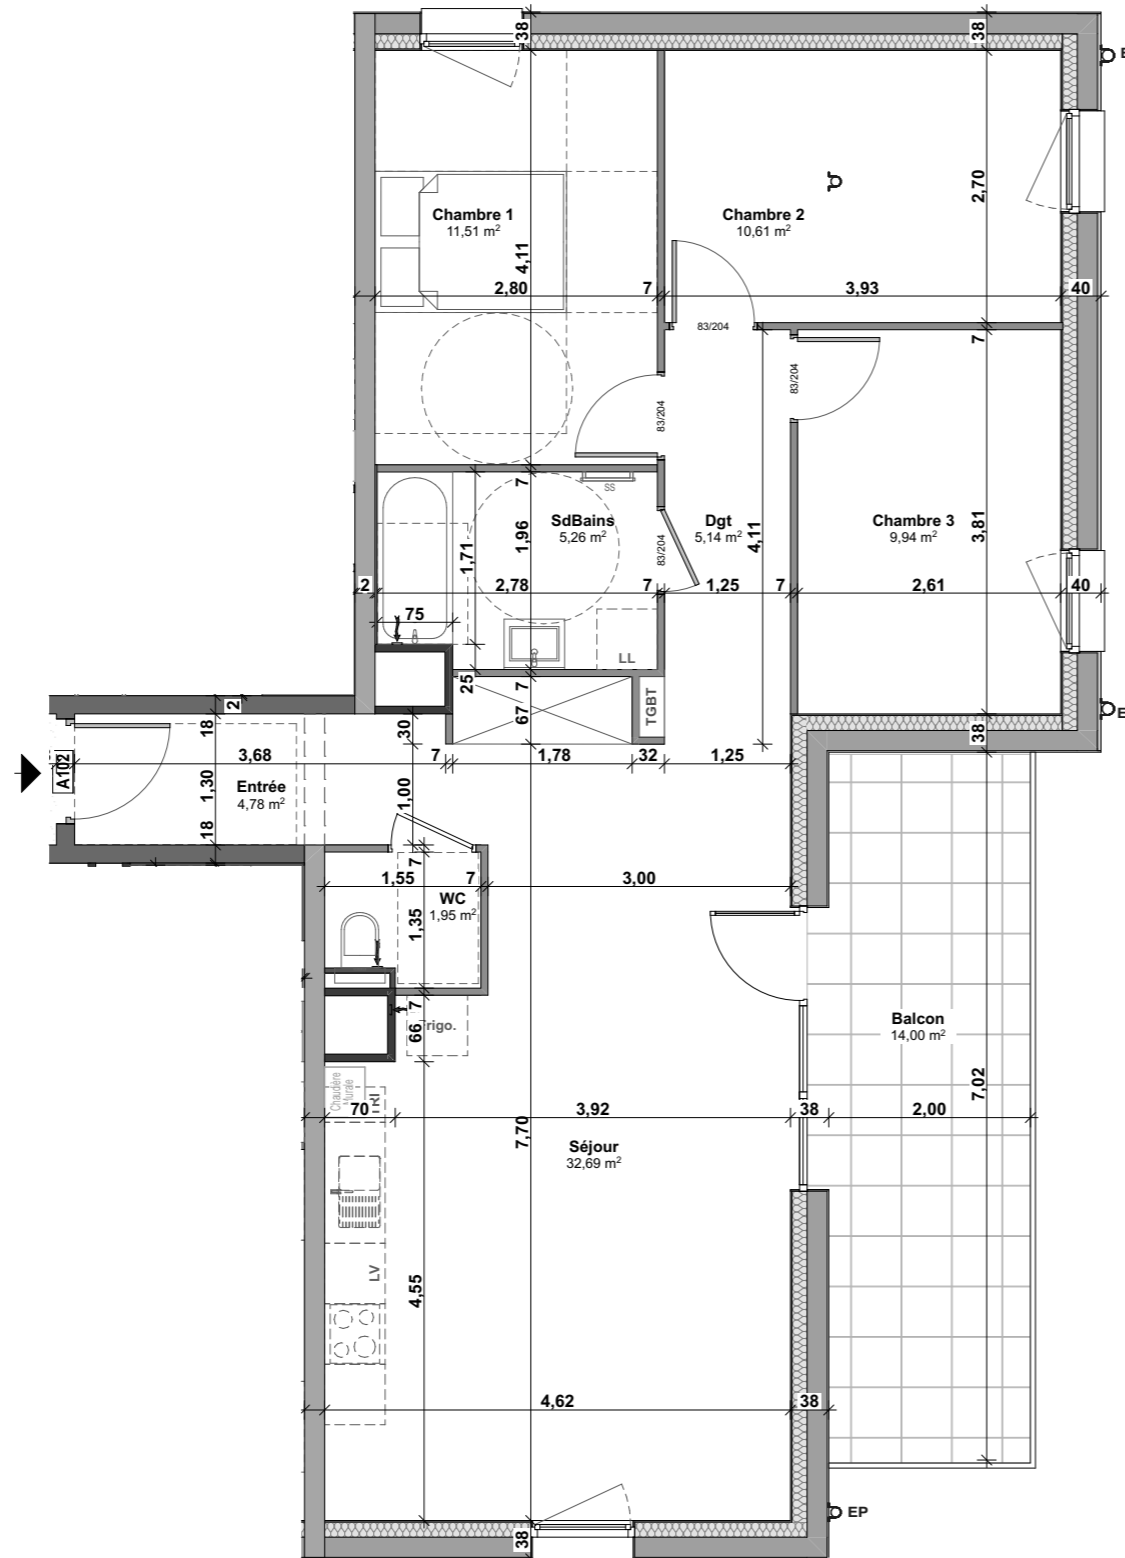 38
38
E
Chambre 1
11,51 m²
Chambre 2
10,61 m²
2,70
4,11
2,80
7
3,93
40
83/204
7
83/204
83/204
7
SS
SdBains
5,26 m²
1,96
Dgt
5,14 m²
4,11
Chambre 3
9,94 m²
3,81
1,71
83/204
2
2,78
7
1,25
7
2,61
40
75
LL
25
7
TGBT
2
18
30
67
E
38
A102
3,68
7
1,78
32
1,25
Entrée
4,78 m²
1,30
1,00
18
7
1,55
7
3,00
WC
1,95 m²
1,35
7
66
Balcon
14,00 m²
Chaudière
Murale
7,02
70
3,92
38
2,00
7,70
Séjour
32,69 m²
LV
4,55
4,62
38
EP
38